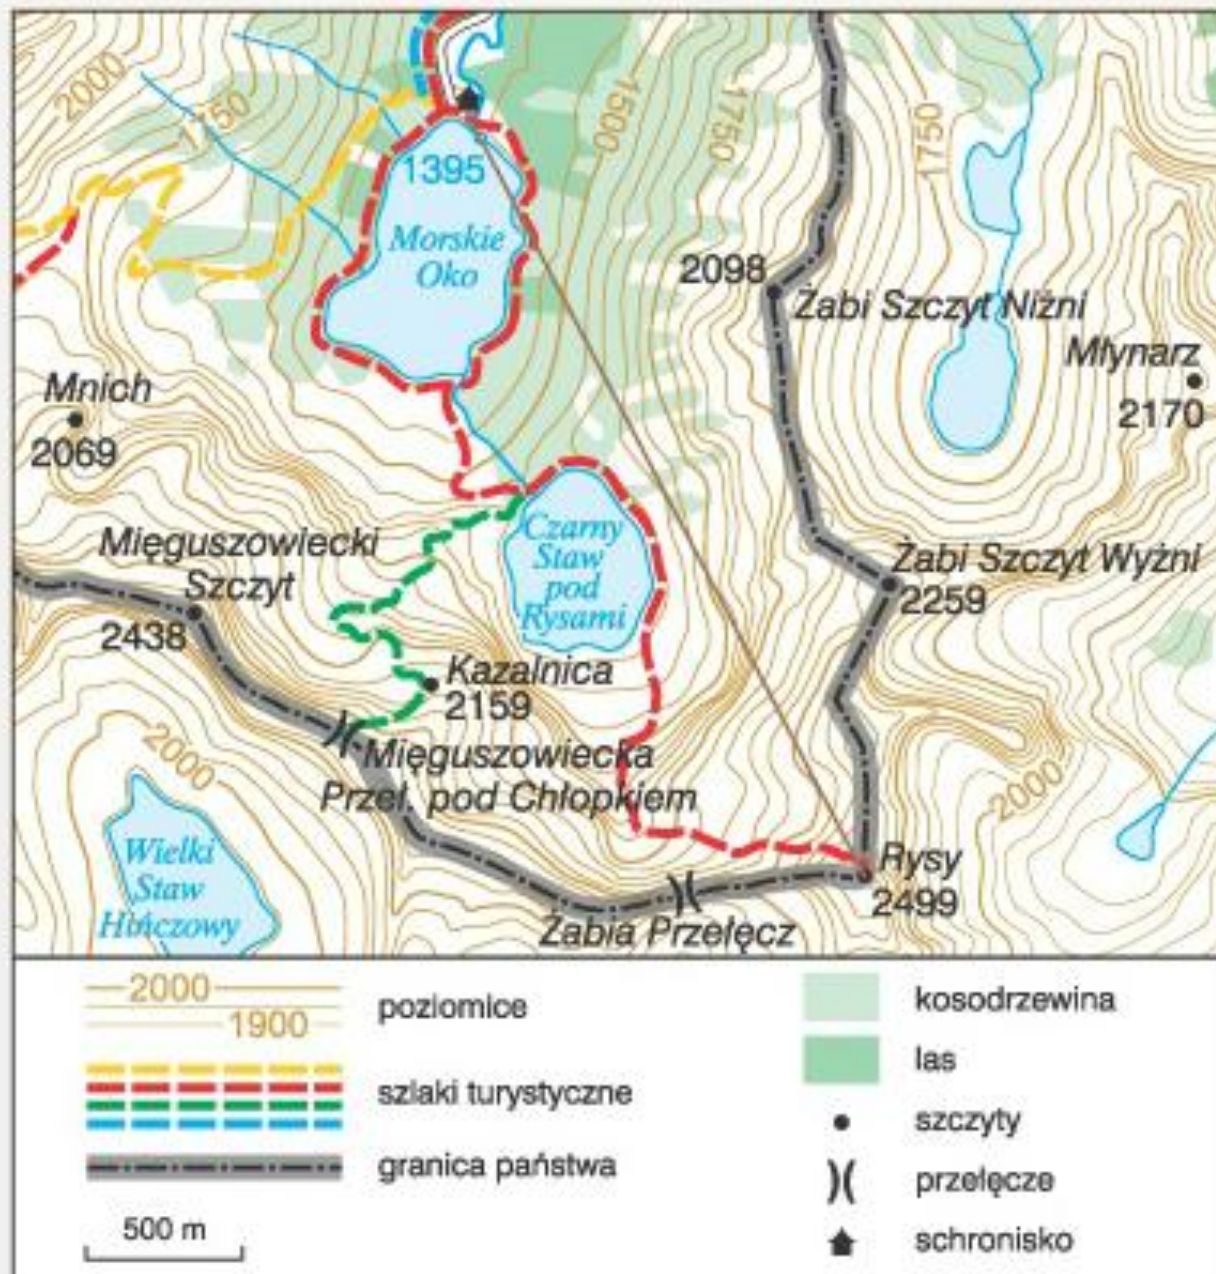 2000
1750
1500
1750
1750
1395
Morskie
Oko
2098
Żabi Szczyt Niżni
Młynarz
2170
Mnich
2069
Mięguszowiecki
Szczyt
2438
Czarny
Staw
pod
Rysami
Żabi Szczyt Wyżni
2259
Kazalnica
2159
Mięguszowiecka
Przeł. pod Chłopkiem
2000
2000
Wielki
Staw
Hińczowy
Rysy
2499
Żabia Przełęcz
2000
1900
poziomice
szlaki turystyczne
granica państwa
500 m
kosodrzewina
las
szczyty
przełęcze
schronisko